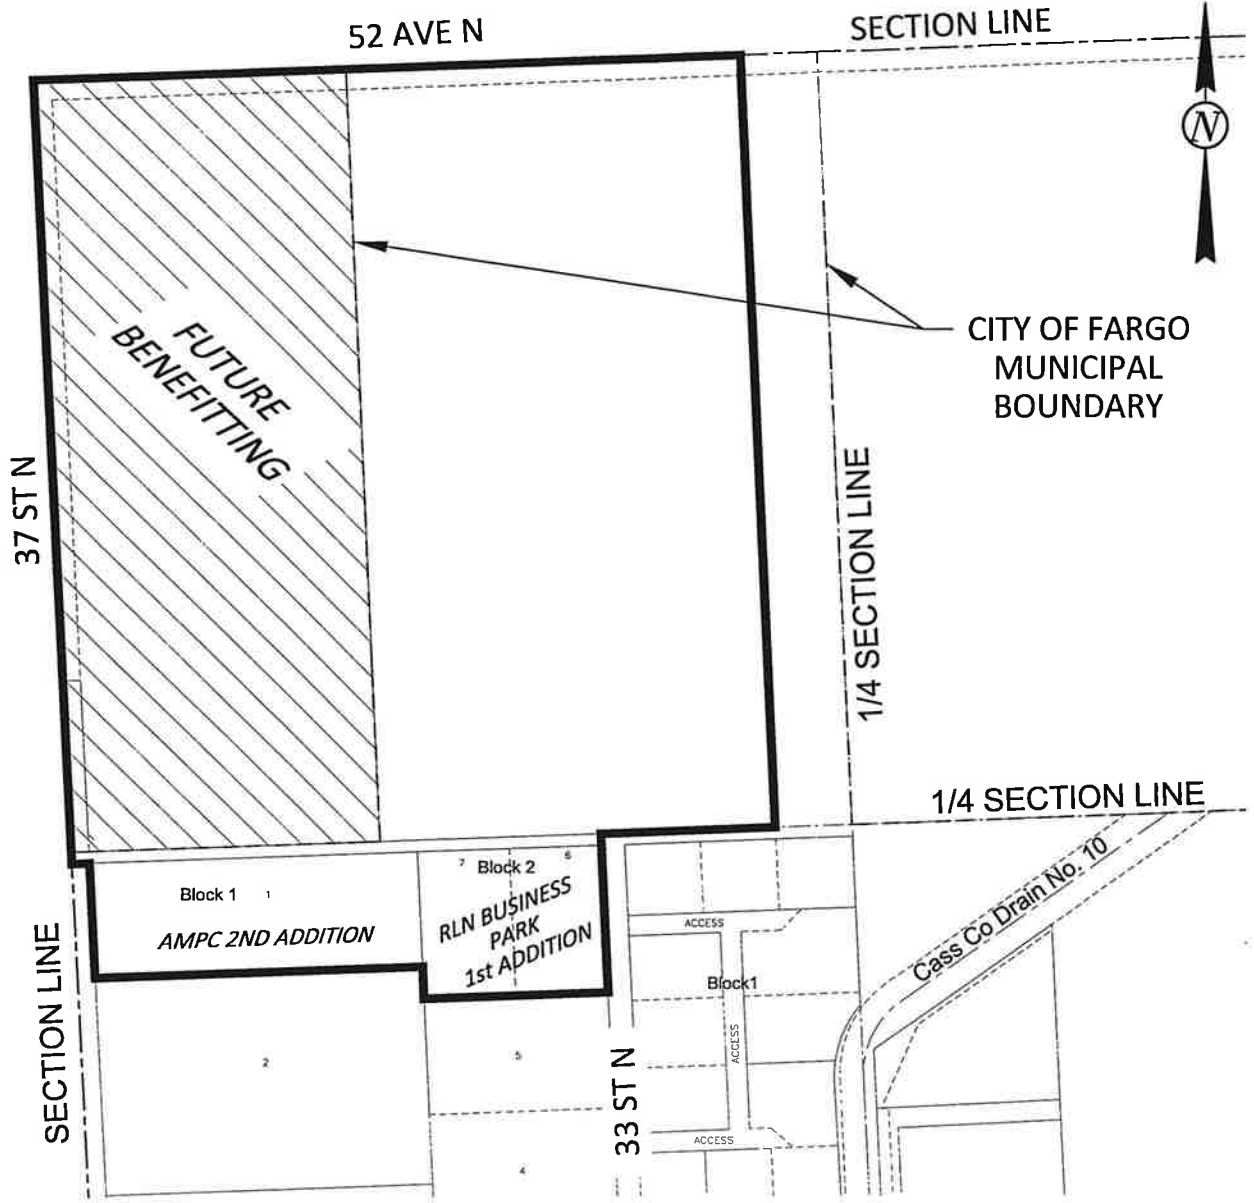 52 AVE N
SECTION LINE
N
CITY OF FARGO
MUNICIPAL
BOUNDARY
FUTURE
BENEFITTING
37 ST N
1/4 SECTION LINE
1/4 SECTION LINE
Block 1 1
AMPC 2ND ADDITION
7 Block 2 6
RLN BUSINESS
PARK
1st ADDITION
ACCESS
Block1
ACCESS
ACCESS
Cass Co Drain No. 10
SECTION LINE
2
5
4
33 ST N